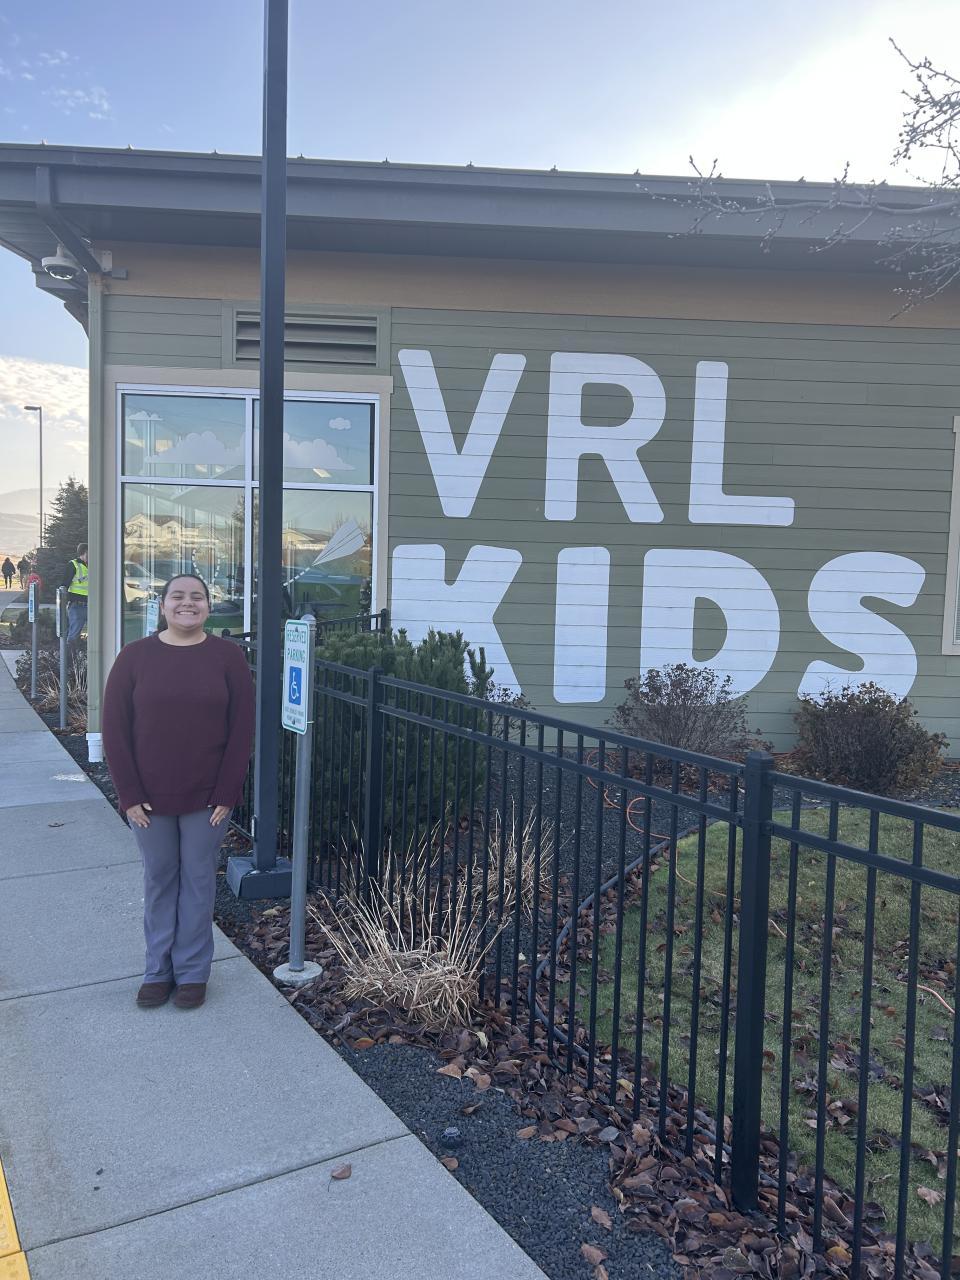 VRL
KIDS
RESERVED
PARKING